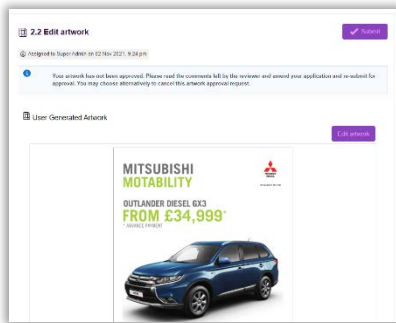 2.2 Edit artwork
Submit
Assigned to Super Admin on 02 Nov 2021, 9:24 pm
Your artwork has not been approved. Please read the comments left by the reviewer and amend your application and re-submit for
approval. You may choose alternatively to cancel this artwork approval request.
User Generated Artwork
Edit artwork
MITSUBISHI
MOTABILITY
OUTLANDER DIESEL GX3
FROM £34,999*
* ADVANCE PAYMENT